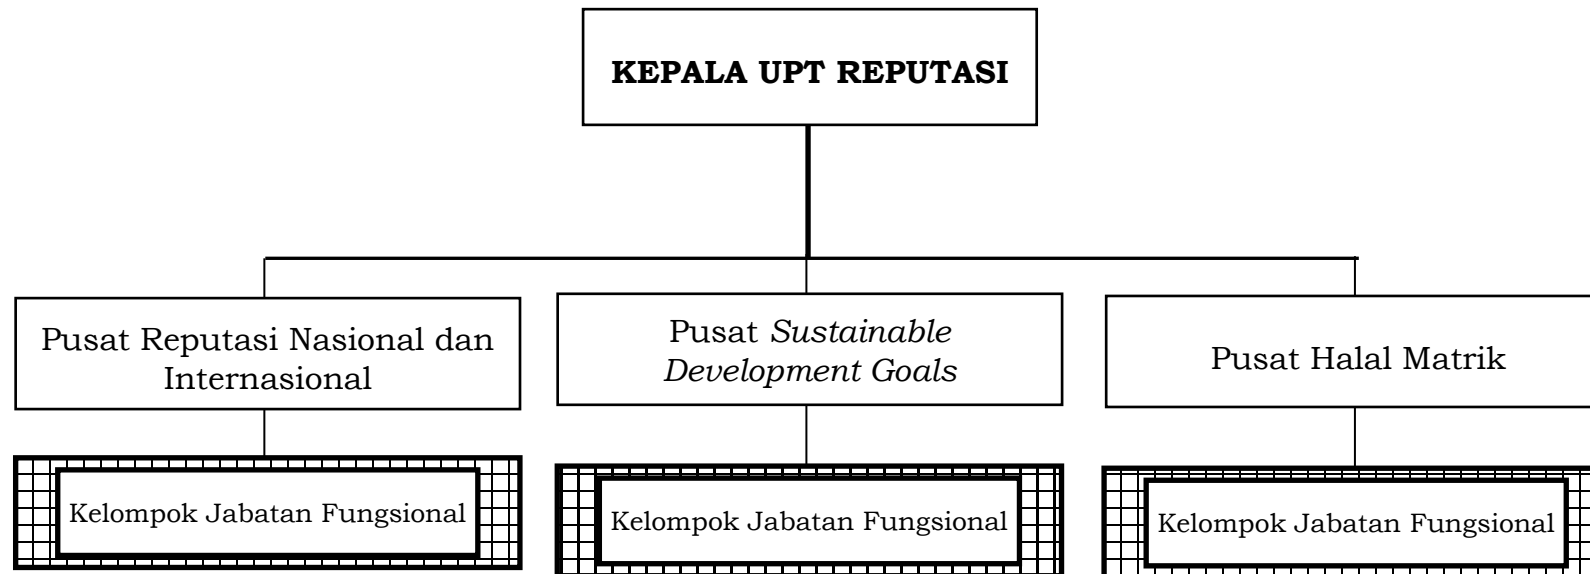 KEPALA UPT REPUTASI
Pusat Reputasi Nasional dan
Internasional
Pusat Sustainable
Development Goals
Pusat Halal Matrik
Kelompok Jabatan Fungsional
Kelompok Jabatan Fungsional
Kelompok Jabatan Fungsional